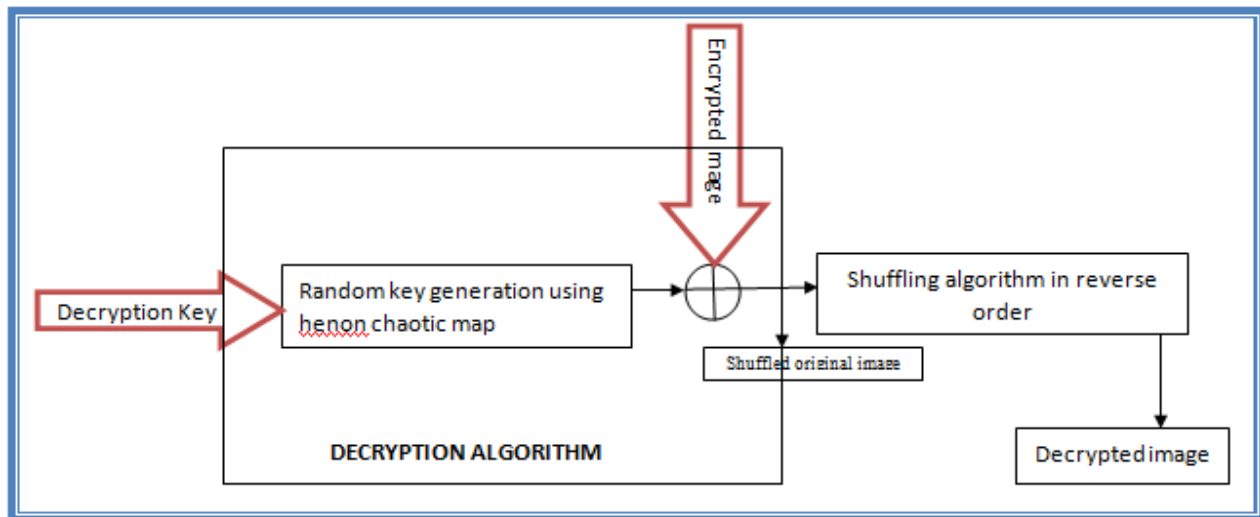 Encrypted image
Decryption Key
Random key generation using
henon chaotic map
Shuffling algorithm in reverse
order
Shuffled original image
DECRYPTION ALGORITHM
Decrypted image